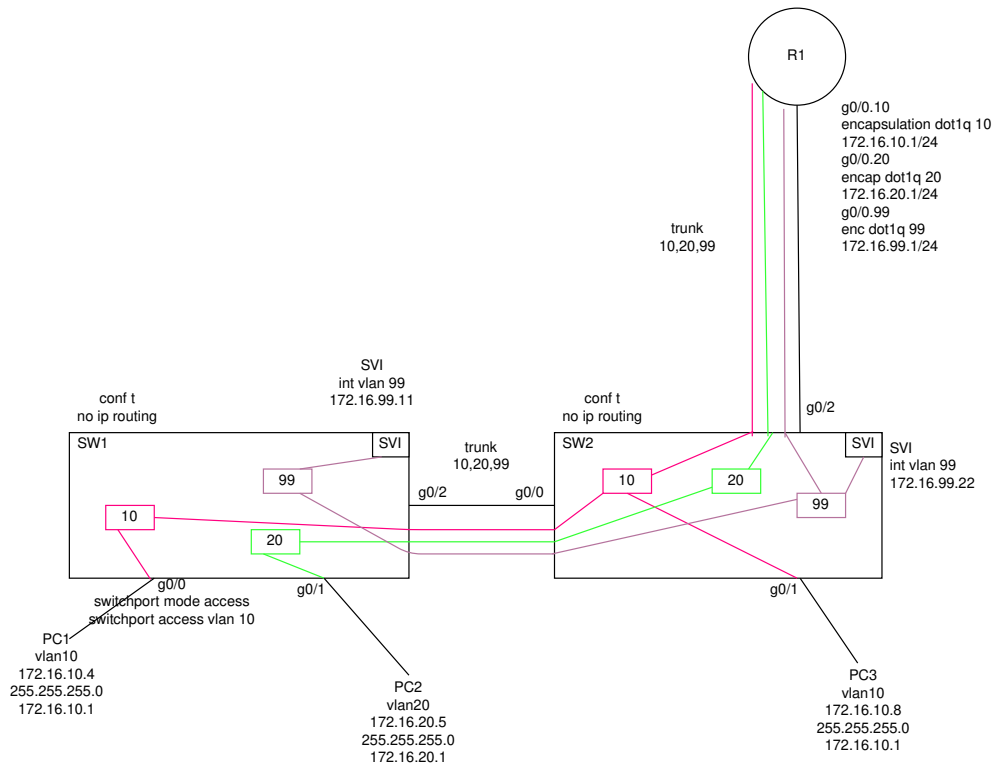 R1
g0/0.10
encapsulation dot1q 10
172.16.10.1/24
g0/0.20
encap dot1q 20
172.16.20.1/24
g0/0.99
enc dot1q 99
172.16.99.1/24
trunk
10,20,99
SVI
int vlan 99
172.16.99.11
conf t
no ip routing
conf t
no ip routing
g0/2
SW1
SVI
trunk
10,20,99
SW2
SVI
SVI
int vlan 99
172.16.99.22
99
10
20
99
g0/2
g0/0
10
20
g0/0
g0/1
g0/1
switchport mode access
switchport access vlan 10
PC1
vlan10
172.16.10.4
255.255.255.0
172.16.10.1
PC2
vlan20
172.16.20.5
255.255.255.0
172.16.20.1
PC3
vlan10
172.16.10.8
255.255.255.0
172.16.10.1